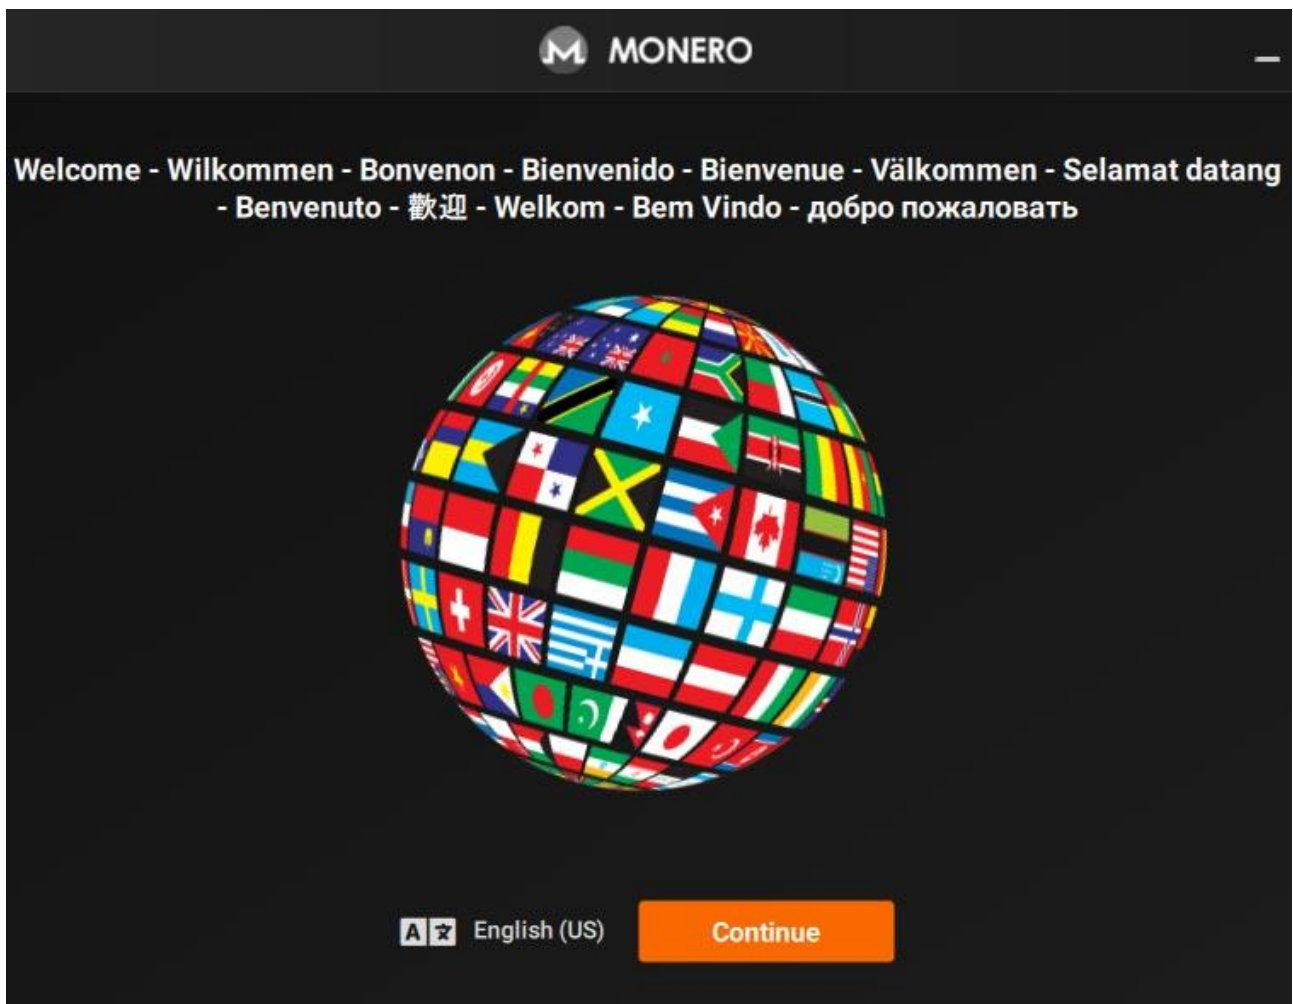 MONERO
Welcome - Wilkommen - Bonvenon - Bienvenido - Bienvenue - Välkommen - Selamat datang
- Benvenuto - 歡迎 - Welkom - Bem Vindo - добро пожаловать
English (US) Continue